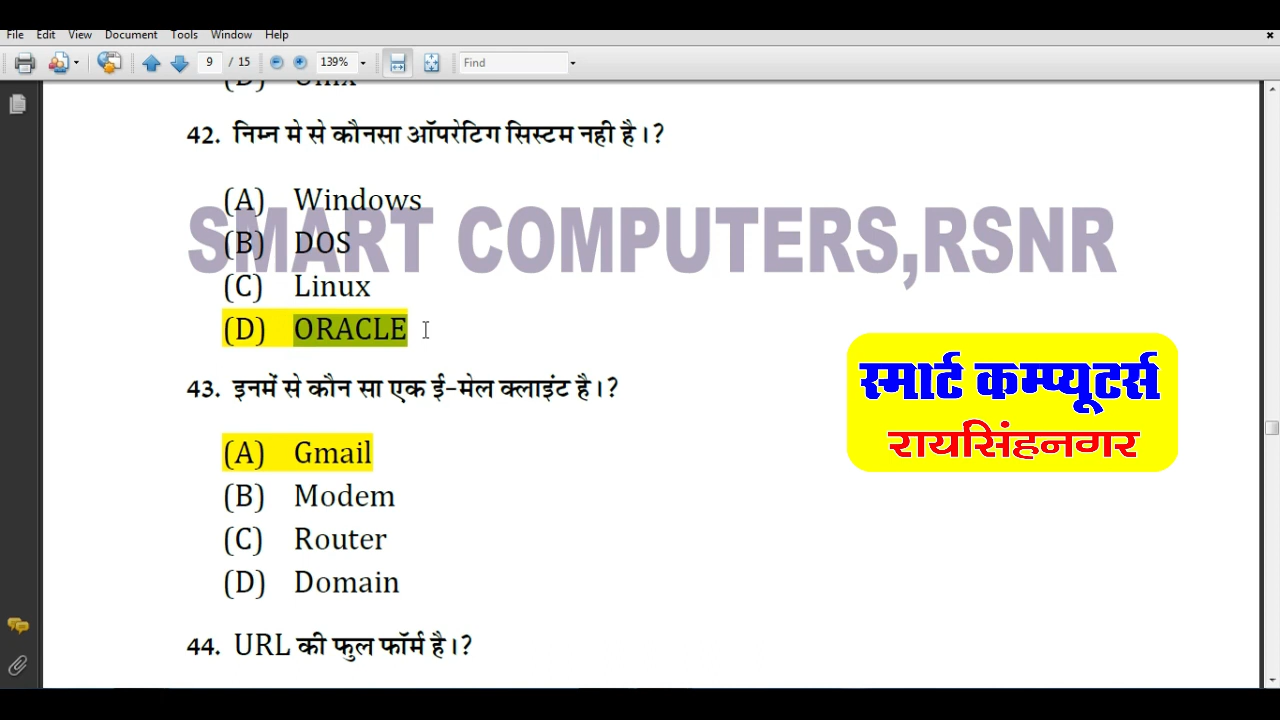 File Edit View Document Tools Window Help
9 / 15 139% Find
42. निम्न मे से कौनसा ऑपरेटिग सिस्टम नही है।?
(A) Windows
SMART COMPUTERS,RSNR
(B) DOS
(C) Linux
(D) ORACLE
43. इनमें से कौन सा एक ई-मेल क्लाइंट है।?
स्मार्ट कम्प्यूटर्स
रायसिंहनगर
(A) Gmail
(B) Modem
(C) Router
(D) Domain
44. URL की फुल फॉर्म है।?